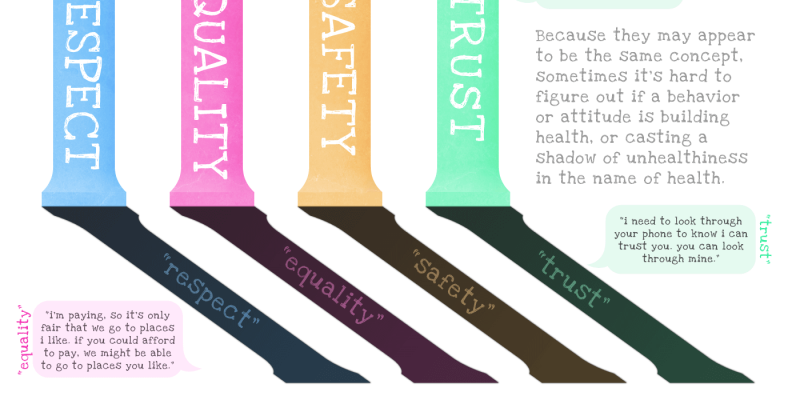 ESPECT
QUALITY
SAFETY
TRUST
Because they may appear
to be the same concept,
sometimes it's hard to
figure out if a behavior
or attitude is building
health, or casting a
shadow of unhealthiness
in the name of health.
"i need to look through
your phone to know i can
trust you. you can look
through mine."
"trust"
"respect"
"equality"
"safety"
"trust"
"equality"
"i'm paying, so it's only
fair that we go to places
i like. if you could afford
to pay, we might be able
to go to places you like."